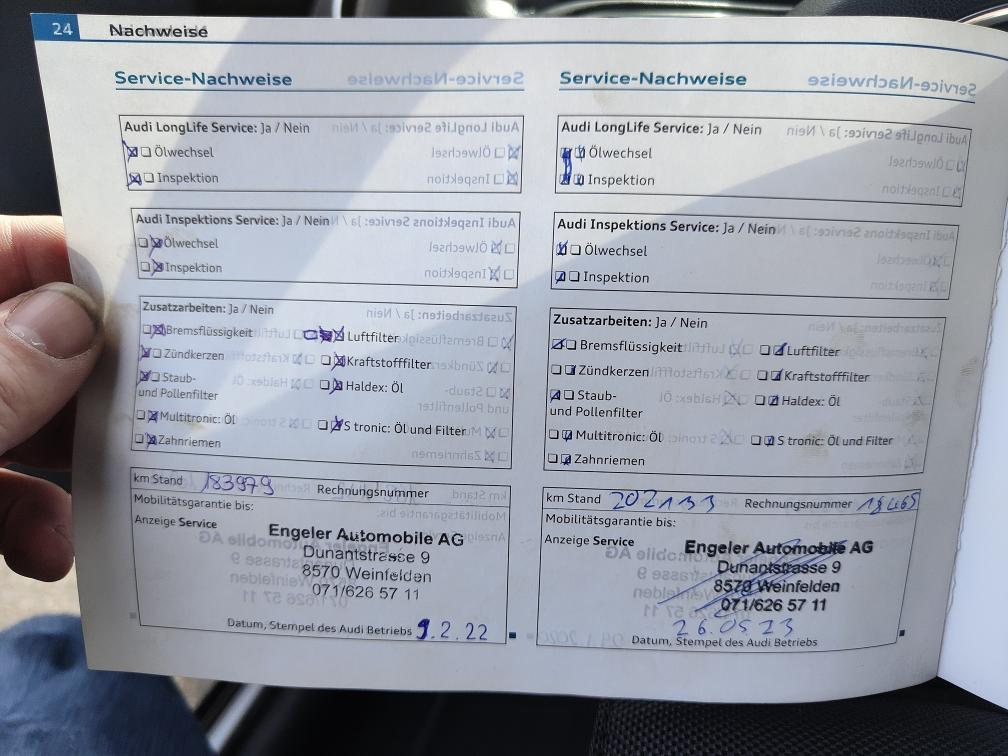 24 Nachweise
Service-Nachweise
Audi LongLife Service: Ja / Nein
Ölwechsel
Inspektion
Audi Inspektions Service: Ja / Nein
Ölwechsel
Inspektion
Zusatzarbeiten: Ja / Nein
Bremsflüssigkeit Luftfilter
Zündkerzen Kraftstofffilter
Staub- Haldex: Öl
und Pollenfilter
Multitronic: Öl S tronic: Öl und Filter
Zahnriemen
km Stand 183979 Rechnungsnummer
Mobilitätsgarantie bis:
Anzeige Service
Engeler Automobile AG
Dunantstrasse 9
8570 Weinfelden
071/626 57 11
Datum, Stempel des Audi Betriebs 9.2.22
Service-Nachweise
Audi LongLife Service: Ja / Nein
Ölwechsel
Inspektion
Audi Inspektions Service: Ja / Nein
Ölwechsel
Inspektion
Zusatzarbeiten: Ja / Nein
Bremsflüssigkeit Luftfilter
Zündkerzen Kraftstofffilter
Staub- Haldex: Öl
und Pollenfilter
Multitronic: Öl S tronic: Öl und Filter
Zahnriemen
km Stand 202133 Rechnungsnummer 18465
Mobilitätsgarantie bis:
Anzeige Service
Engeler Automobile AG
Dunantstrasse 9
8570 Weinfelden
071/626 57 11
26.05.23
Datum, Stempel des Audi Betriebs